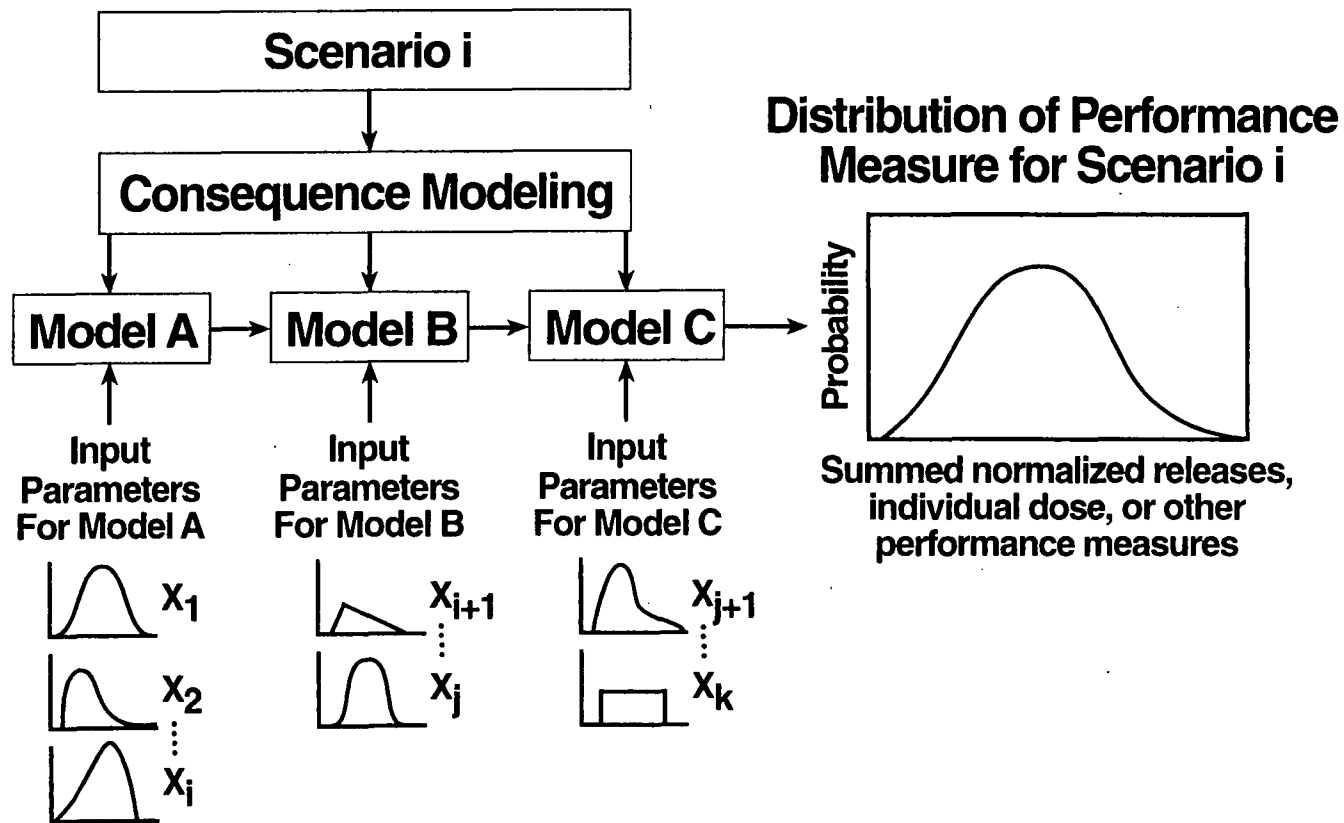 Scenario i
Consequence Modeling
Model A
Model B
Model C
Input
Parameters
For Model A
Input
Parameters
For Model B
Input
Parameters
For Model C
X1
X2
Xi
Xi+1
Xj
Xj+1
Xk
Distribution of Performance
Measure for Scenario i
Probability
Summed normalized releases,
individual dose, or other
performance measures